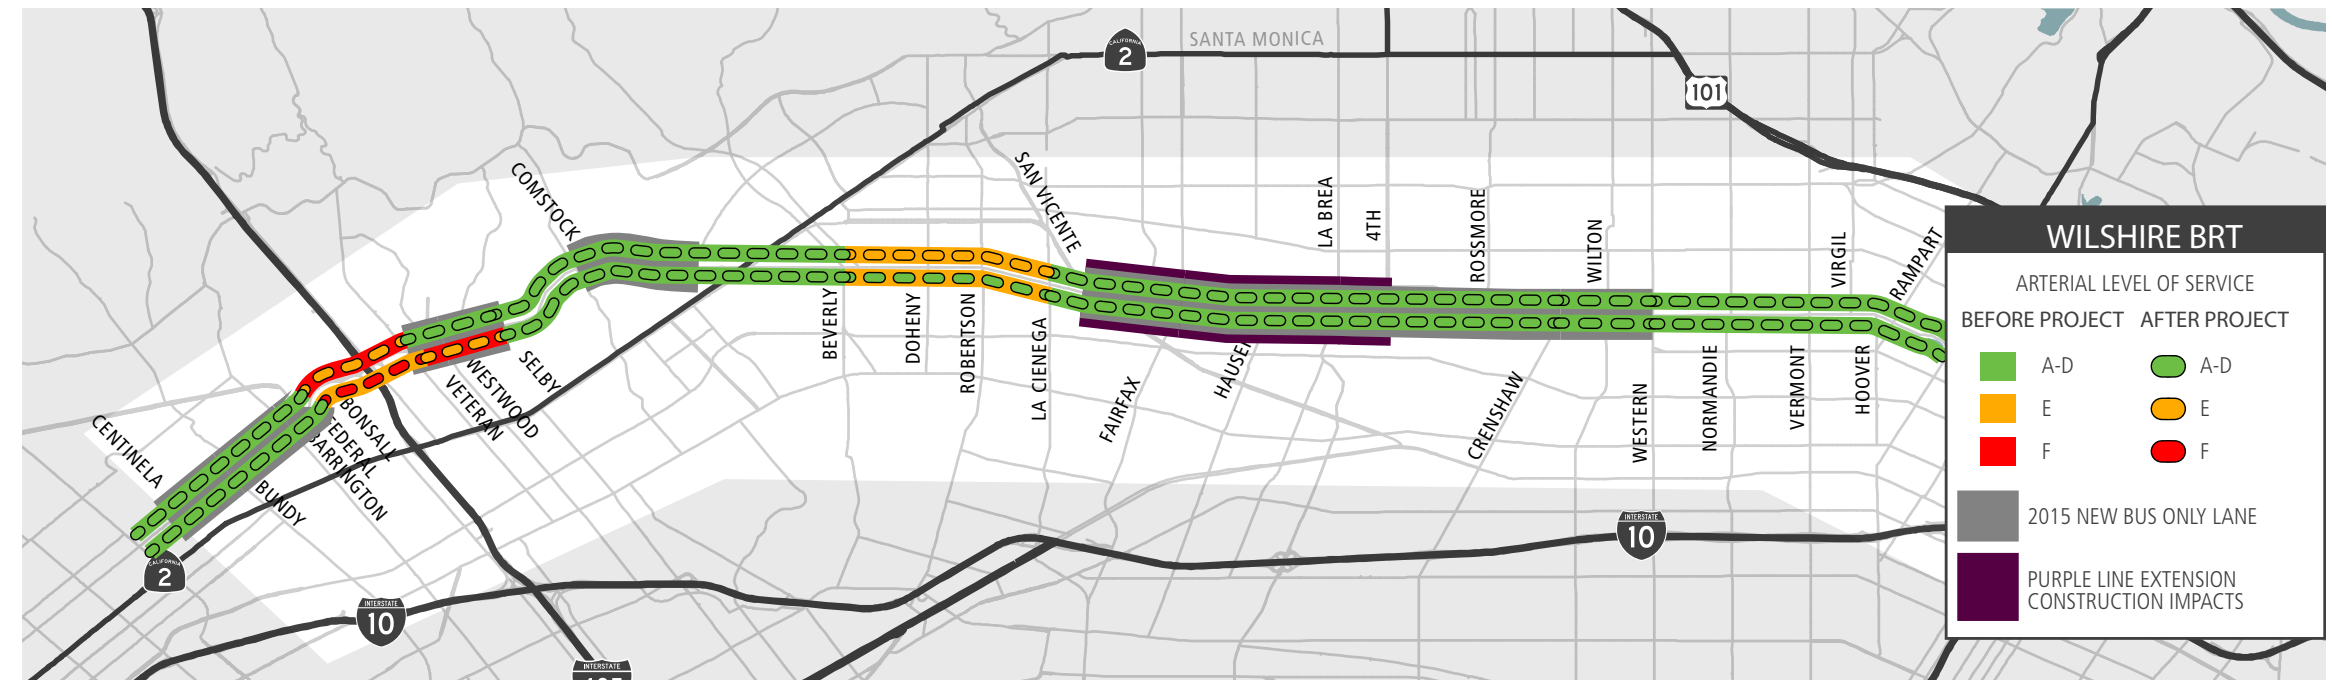 CALIFORNIA
2
SANTA MONICA
101
COMSTOCK
SAN VICENTE
LA BREA
4TH
ROSSMORE
WILTON
VIRGIL
RAMPART
BEVERLY
DOHENY
ROBERTSON
LA CIENEGA
FAIRFAX
HAUSER
CRENSHAW
WESTERN
NORMANDIE
VERMONT
HOOVER
SELBY
WESTWOOD
VETERAN
BONSALL
FEDERAL
BARRINGTON
BUNDY
CENTINELA
CALIFORNIA
2
INTERSTATE
10
INTERSTATE
INTERSTATE
10
WILSHIRE BRT
ARTERIAL LEVEL OF SERVICE
BEFORE PROJECT AFTER PROJECT
A-D A-D
E E
F F
2015 NEW BUS ONLY LANE
PURPLE LINE EXTENSION
CONSTRUCTION IMPACTS